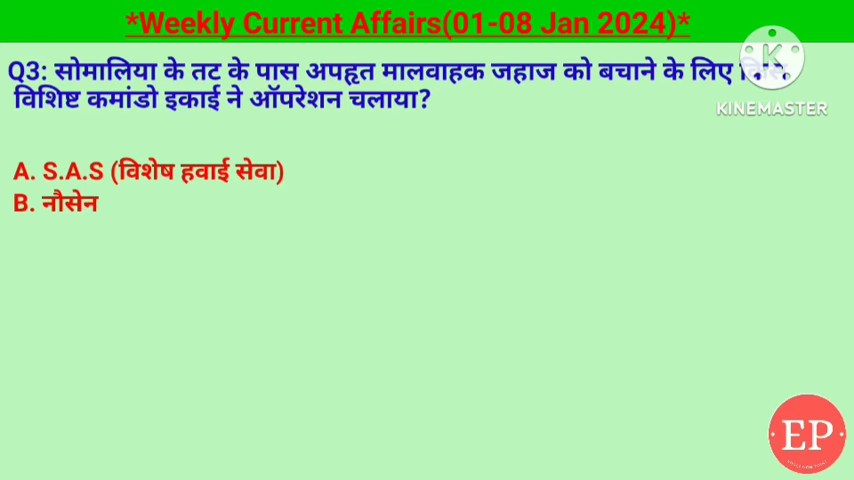 *Weekly Current Affairs(01-08 Jan 2024)*
Q3: सोमालिया के तट के पास अपहृत मालवाहक जहाज को बचाने के लिए किस
विशिष्ट कमांडो इकाई ने ऑपरेशन चलाया?
KINEMASTER
A. S.A.S (विशेष हवाई सेवा)
B. नौसेन
EP